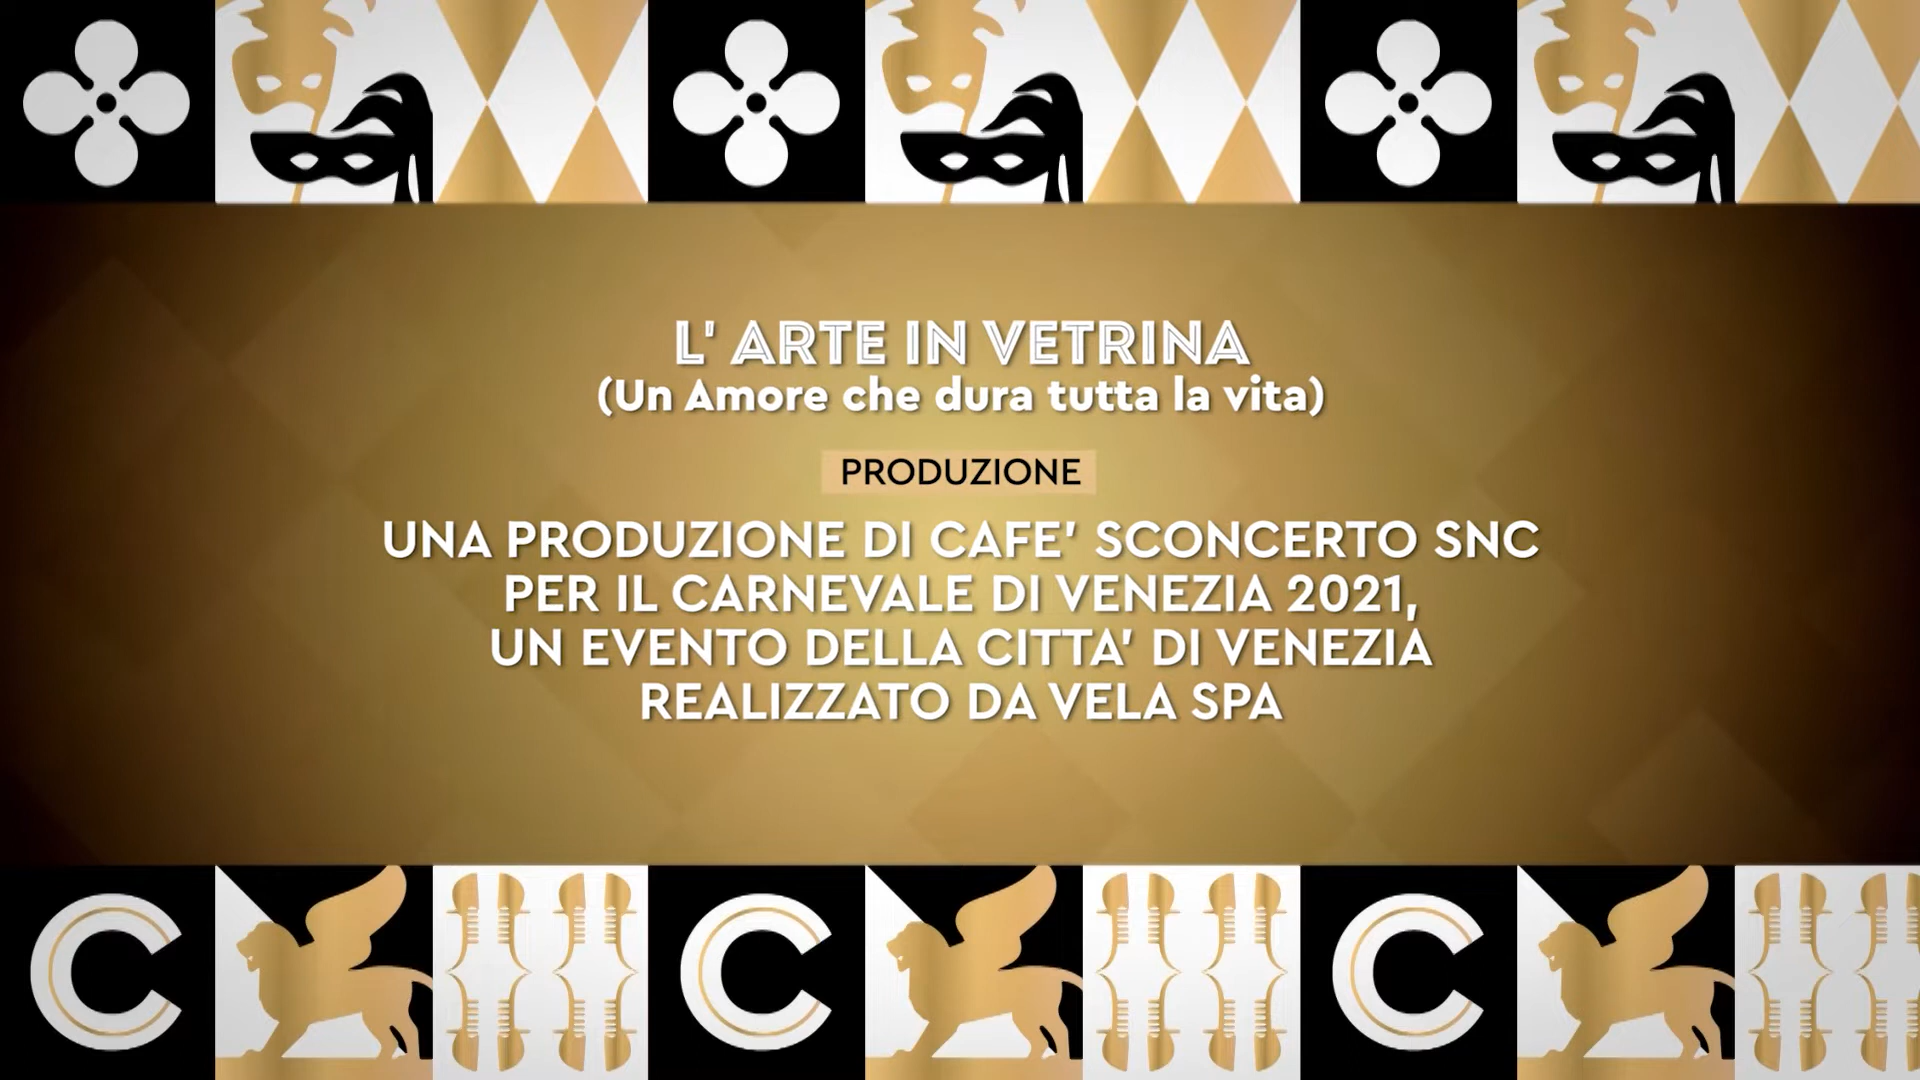 L' ARTE IN VETRINA
(Un Amore che dura tutta la vita)
PRODUZIONE
UNA PRODUZIONE DI CAFE' SCONCERTO SNC
PER IL CARNEVALE DI VENEZIA 2021,
UN EVENTO DELLA CITTA' DI VENEZIA
REALIZZATO DA VELA SPA
C C C